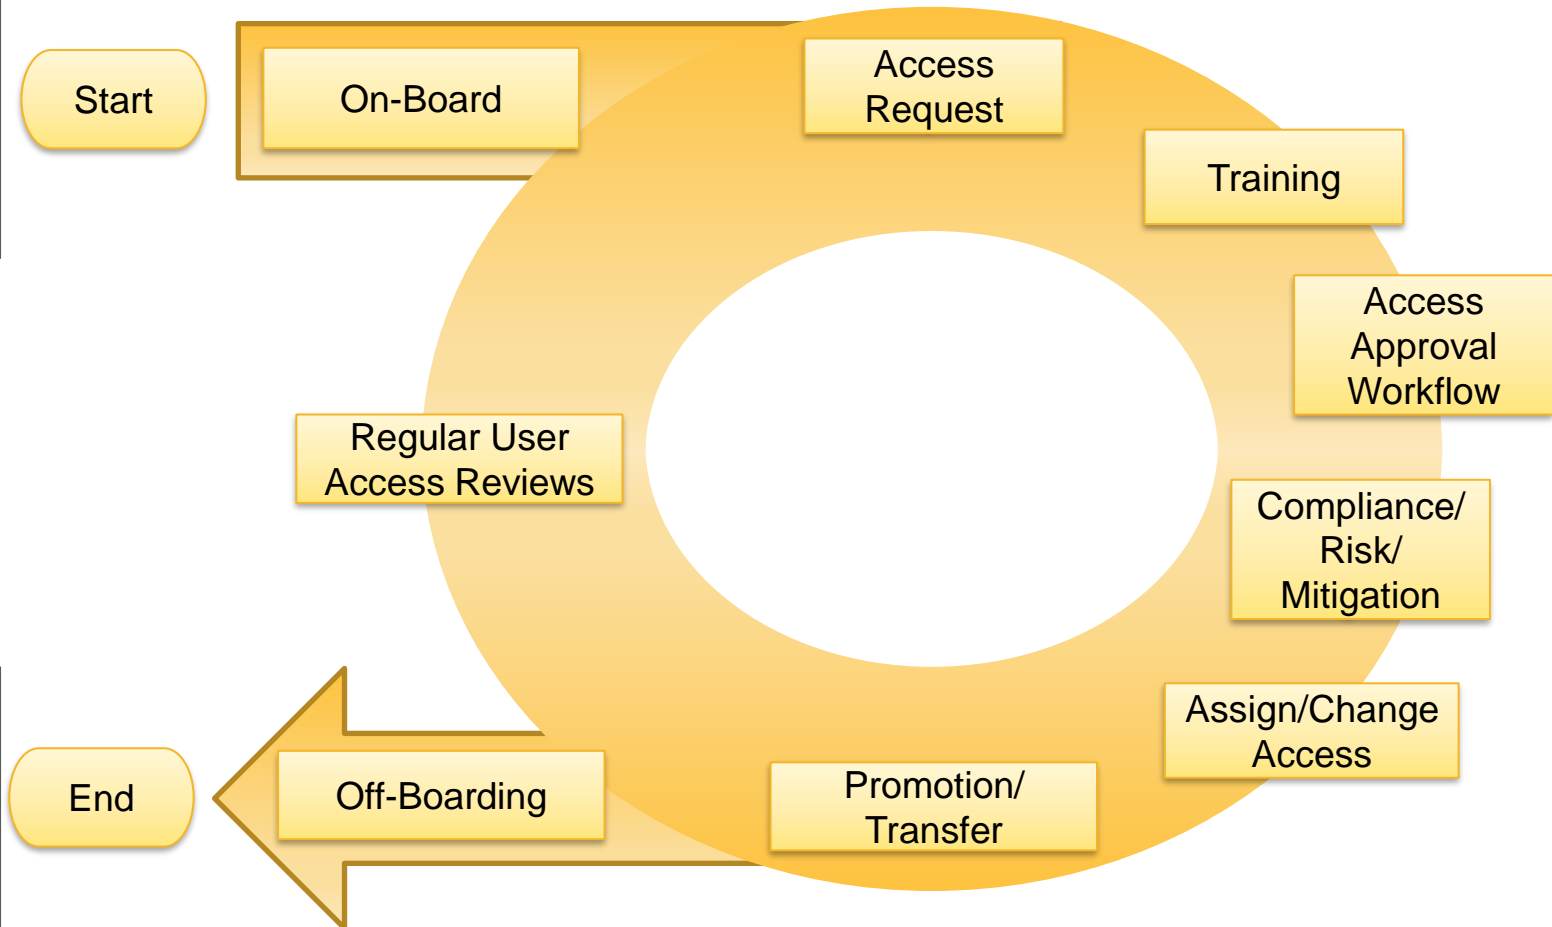 Start
On-Board
Access
Request
Training
Access
Approval
Workflow
Compliance/
Risk/
Mitigation
Assign/Change
Access
Promotion/
Transfer
Regular User
Access Reviews
Off-Boarding
End